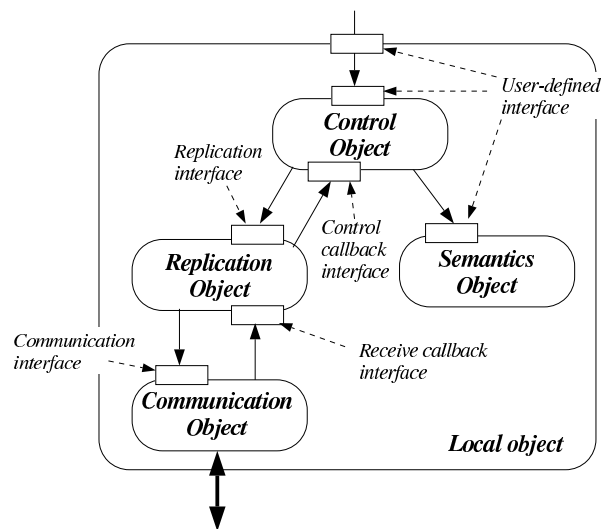 User-defined
interface
Control
Object
Replication
interface
Control
callback
interface
Replication
Object
Semantics
Object
Communication
interface
Receive callback
interface
Communication
Object
Local object